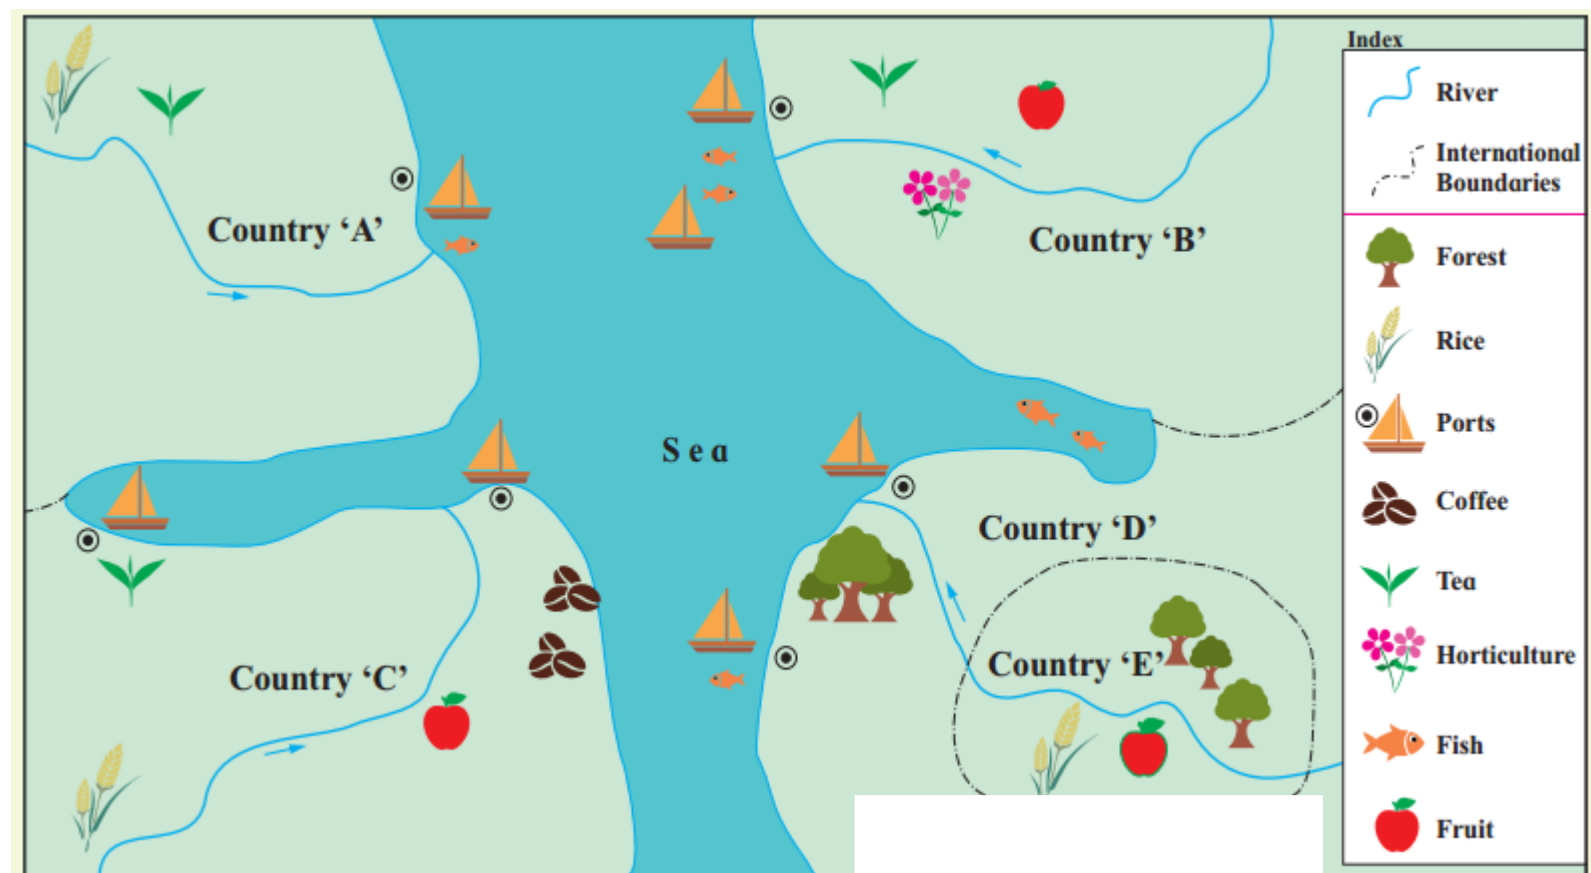 Index
River
International
Boundaries
Forest
Rice
Ports
Coffee
Tea
Horticulture
Fish
Fruit
Country ‘A’
Country ‘B’
Sea
Country ‘D’
Country ‘E’
Country ‘C’